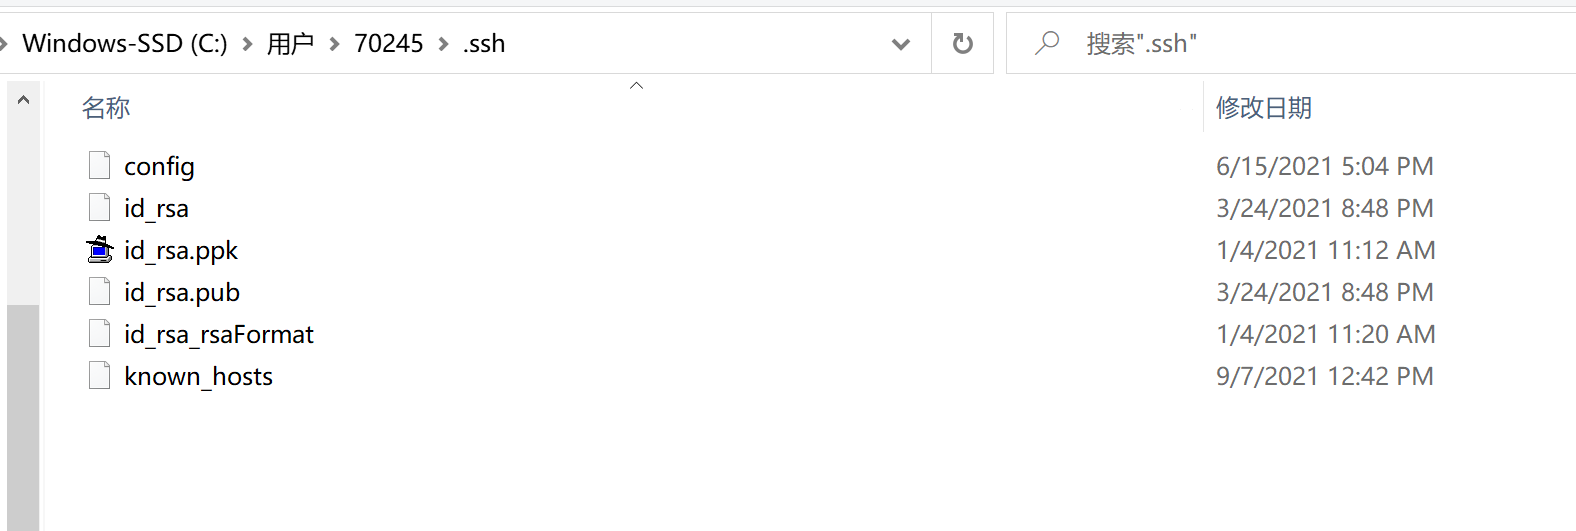 Windows-SSD (C:) > 用户 > 70245 > .ssh 搜索".ssh"
名称 修改日期
config 6/15/2021 5:04 PM
id_rsa 3/24/2021 8:48 PM
id_rsa.ppk 1/4/2021 11:12 AM
id_rsa.pub 3/24/2021 8:48 PM
id_rsa_rsaFormat 1/4/2021 11:20 AM
known_hosts 9/7/2021 12:42 PM